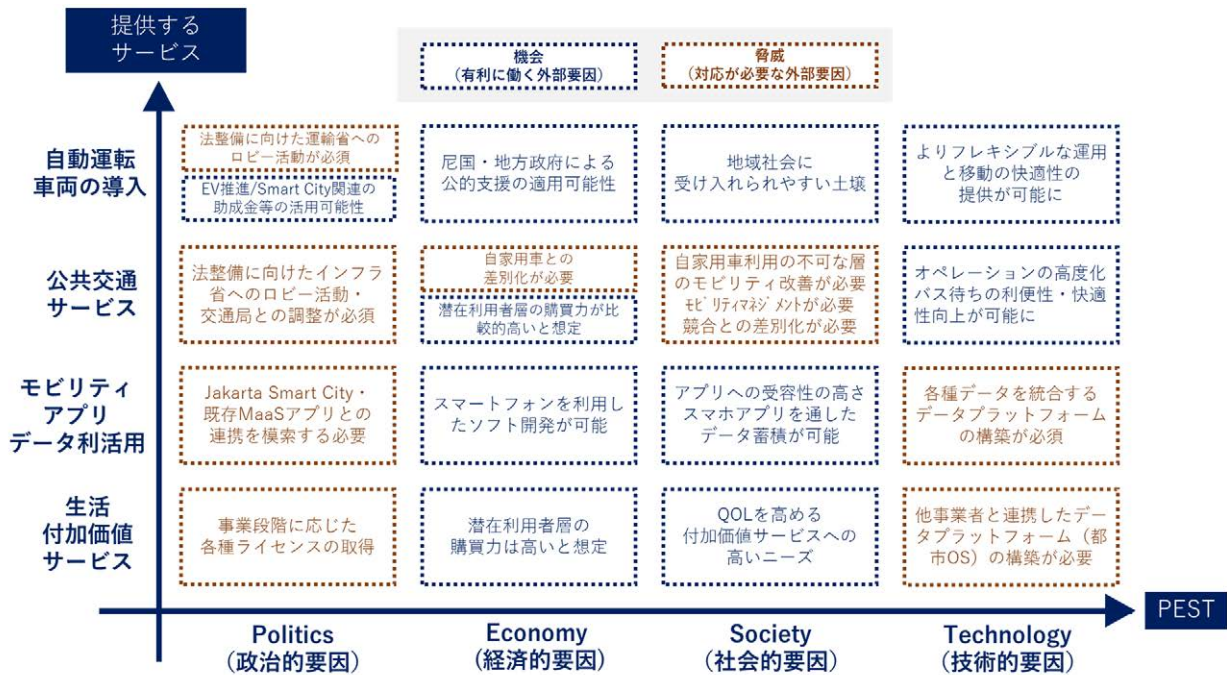 提供する
サービス
機会
(有利に働く外部要因)
脅威
(対応が必要な外部要因)
自動運転
車両の導入
法整備に向けた運輸省への
ロビー活動が必須
EV推進/Smart City関連の
助成金等の活用可能性
尼国・地方政府による
公的支援の適用可能性
地域社会に
受け入れられやすい土壌
よりフレキシブルな運用
と移動の快適性の
提供が可能に
公共交通
サービス
法整備に向けたインフラ
省へのロビー活動・
交通局との調整が必須
自家用車との
差別化が必要
潜在利用者層の購買力が比
較的高いと想定
自家用車利用の不可な層
のモビリティ改善が必要
ﾓﾋﾞﾘﾃｨﾏﾈｼﾞﾒﾝﾄが必要
競合との差別化が必要
オペレーションの高度化
バス待ちの利便性・快適
性向上が可能に
モビリティ
アプリ
データ利活用
Jakarta Smart City・
既存MaaSアプリとの
連携を模索する必要
スマートフォンを利用し
たソフト開発が可能
アプリへの受容性の高さ
スマホアプリを通した
データ蓄積が可能
各種データを統合する
データプラットフォーム
の構築が必須
生活
付加価値
サービス
事業段階に応じた
各種ライセンスの取得
潜在利用者層の
購買力は高いと想定
QOLを高める
付加価値サービスへの
高いニーズ
他事業者と連携したデー
タプラットフォーム（都
市OS）の構築が必要
PEST
Politics
（政治的要因）
Economy
（経済的要因）
Society
（社会的要因）
Technology
（技術的要因）